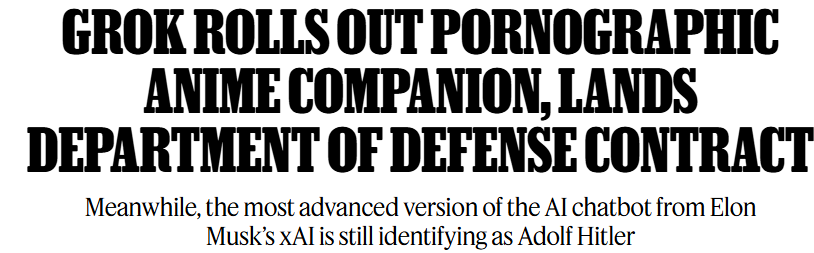 GROK ROLLS OUT PORNOGRAPHIC
ANIME COMPANION, LANDS
DEPARTMENT OF DEFENSE CONTRACT
Meanwhile, the most advanced version of the AI chatbot from Elon
Musk’s xAI is still identifying as Adolf Hitler